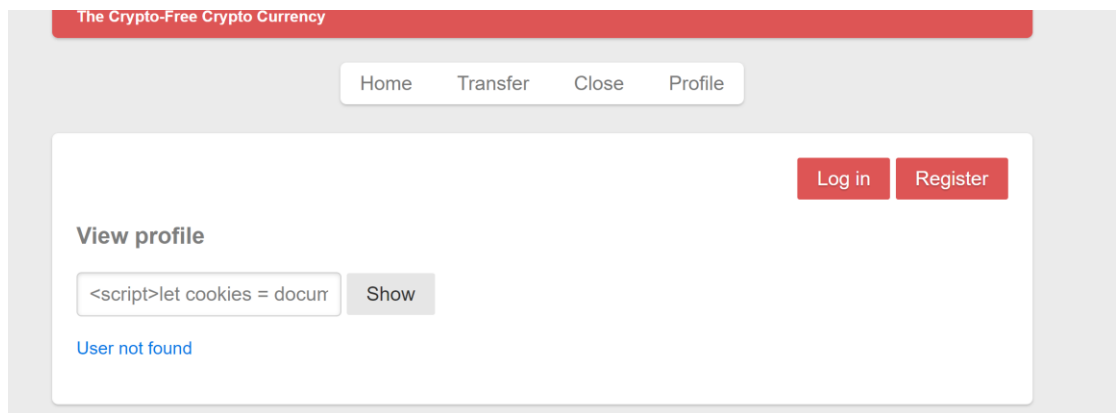 The Crypto-Free Crypto Currency
Home Transfer Close Profile
Log in Register
View profile
<script>let cookies = docum Show
User not found